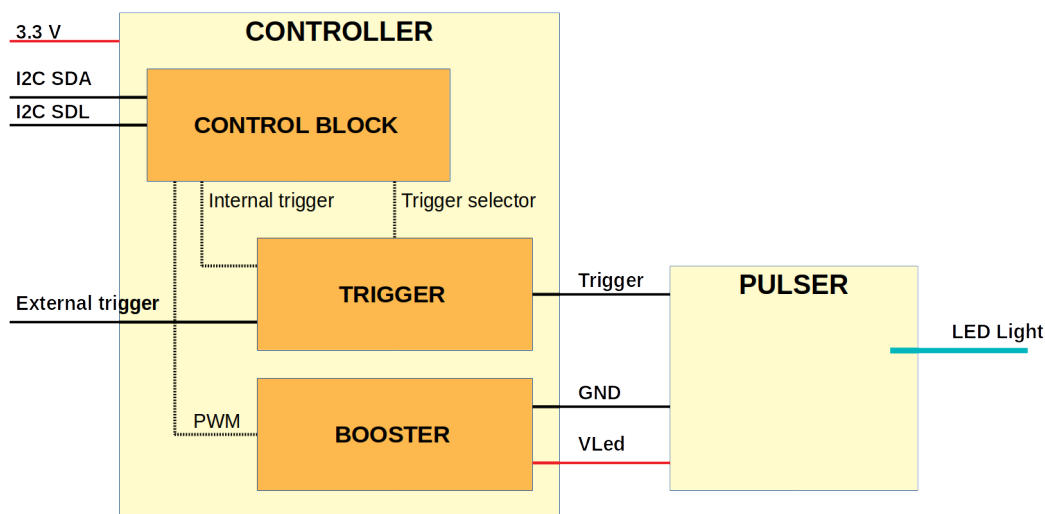 3.3 V
CONTROLLER
I2C SDA
I2C SDL
CONTROL BLOCK
Internal trigger
Trigger selector
External trigger
TRIGGER
Trigger
PULSER
LED Light
PWM
BOOSTER
GND
VLed